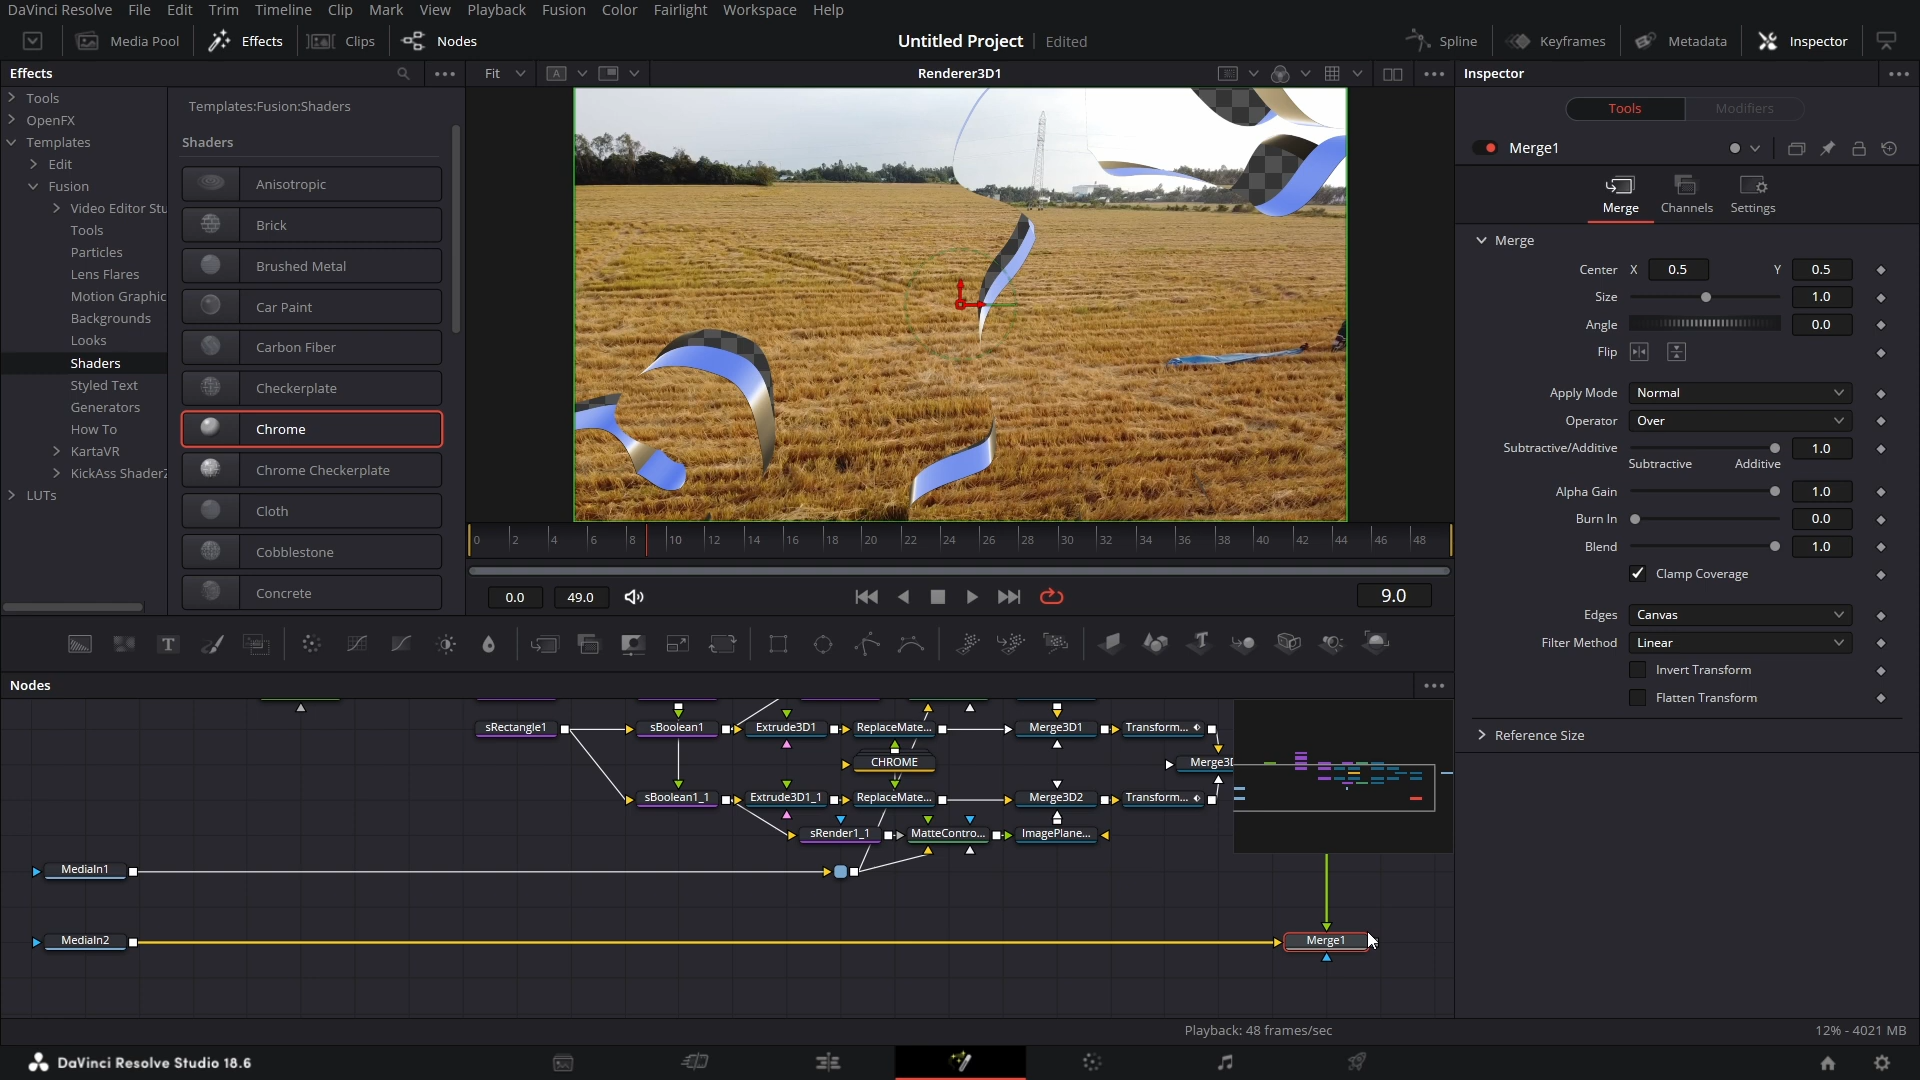 DaVinci Resolve File Edit Trim Timeline Clip Mark View Playback Fusion Color Fairlight Workspace Help
Media Pool Effects Clips Nodes
Untitled Project Edited
Spline Keyframes Metadata Inspector
Effects
Tools
OpenFX
Templates
Edit
Fusion
Video Editor Stu
Tools
Particles
Lens Flares
Motion Graphic
Backgrounds
Looks
Shaders
Styled Text
Generators
How To
KartaVR
KickAss ShaderZ
LUTs
Templates:Fusion:Shaders
Shaders
Anisotropic
Brick
Brushed Metal
Car Paint
Carbon Fiber
Checkerplate
Chrome
Chrome Checkerplate
Cloth
Cobblestone
Concrete
Fit A
Renderer3D1
0 2 4 6 8 10 12 14 16 18 20 22 24 26 28 30 32 34 36 38 40 42 44 46 48
0.0 49.0 9.0
Inspector
Tools Modifiers
Merge1
Merge Channels Settings
Merge
Center X 0.5 Y 0.5
Size 1.0
Angle 0.0
Flip
Apply Mode Normal
Operator Over
Subtractive/Additive 1.0
Subtractive Additive
Alpha Gain 1.0
Burn In 0.0
Blend 1.0
Clamp Coverage
Edges Canvas
Filter Method Linear
Invert Transform
Flatten Transform
Reference Size
Nodes
sRectangle1 sBoolean1 Extrude3D1 ReplaceMate... Merge3D1 Transform...
CHROME Merge3D
sBoolean1_1 Extrude3D1_1 ReplaceMate... Merge3D2 Transform...
sRender1_1 MatteContro... ImagePlane...
MediaIn1
MediaIn2 Merge1
Playback: 48 frames/sec 12% - 4021 MB
DaVinci Resolve Studio 18.6